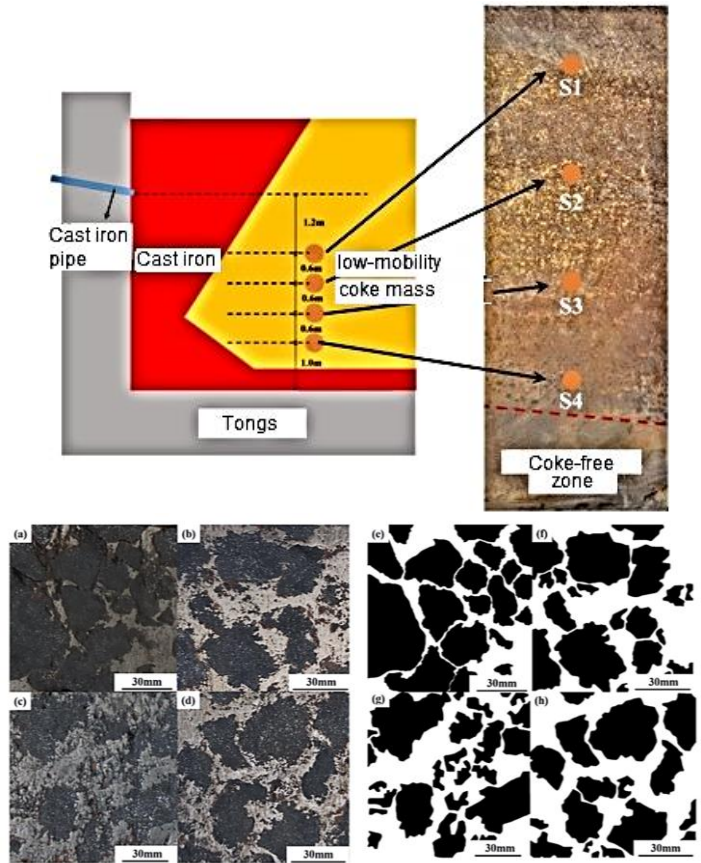 S1
S2
1.2m
Cast iron
pipe
Cast iron
low-mobility
0.6m
coke mass
0.6m
S3
0.6m
1.0m
S4
Tongs
Coke-free
zone
(a)
(b)
(e)
(f)
30mm
30mm
30mm
30mm
(c)
(d)
(g)
(h)
30mm
30mm
30mm
30mm